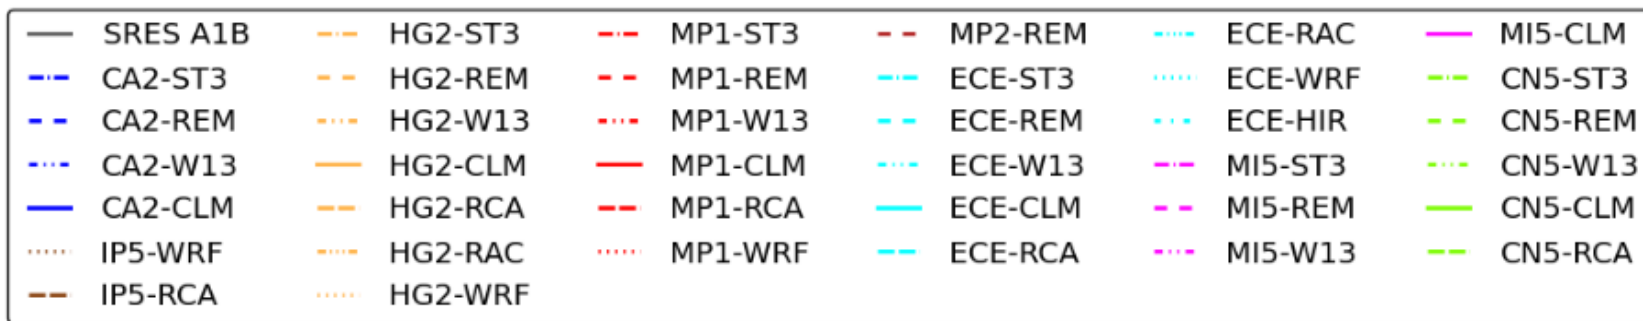 SRES A1B HG2-ST3 MP1-ST3 MP2-REM ECE-RAC MI5-CLM
CA2-ST3 HG2-REM MP1-REM ECE-ST3 ECE-WRF CN5-ST3
CA2-REM HG2-W13 MP1-W13 ECE-REM ECE-HIR CN5-REM
CA2-W13 HG2-CLM MP1-CLM ECE-W13 MI5-ST3 CN5-W13
CA2-CLM HG2-RCA MP1-RCA ECE-CLM MI5-REM CN5-CLM
IP5-WRF HG2-RAC MP1-WRF ECE-RCA MI5-W13 CN5-RCA
IP5-RCA HG2-WRF